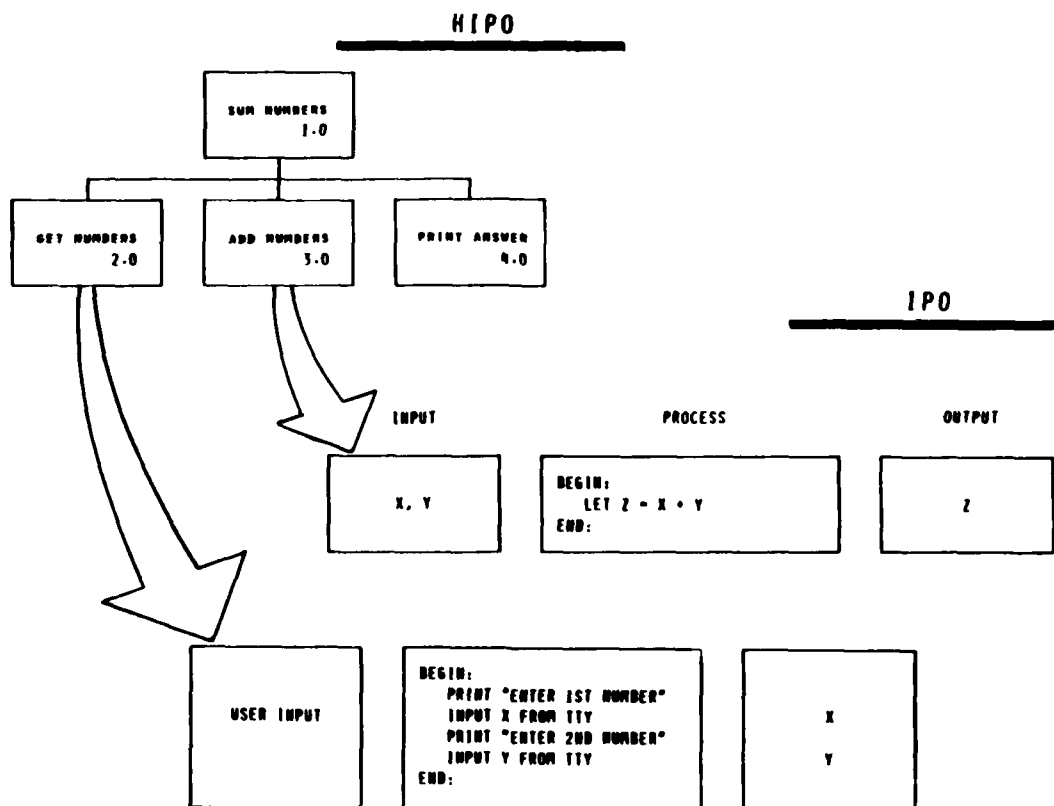 HIPO
SUM NUMBERS
1.0
GET NUMBERS
2.0
ADD NUMBERS
3.0
PRINT ANSWER
4.0
IPO
INPUT
PROCESS
OUTPUT
X, Y
BEGIN:
LET Z = X + Y
END:
Z
USER INPUT
BEGIN:
PRINT "ENTER 1ST NUMBER"
INPUT X FROM TTY
PRINT "ENTER 2ND NUMBER"
INPUT Y FROM TTY
END:
X
Y